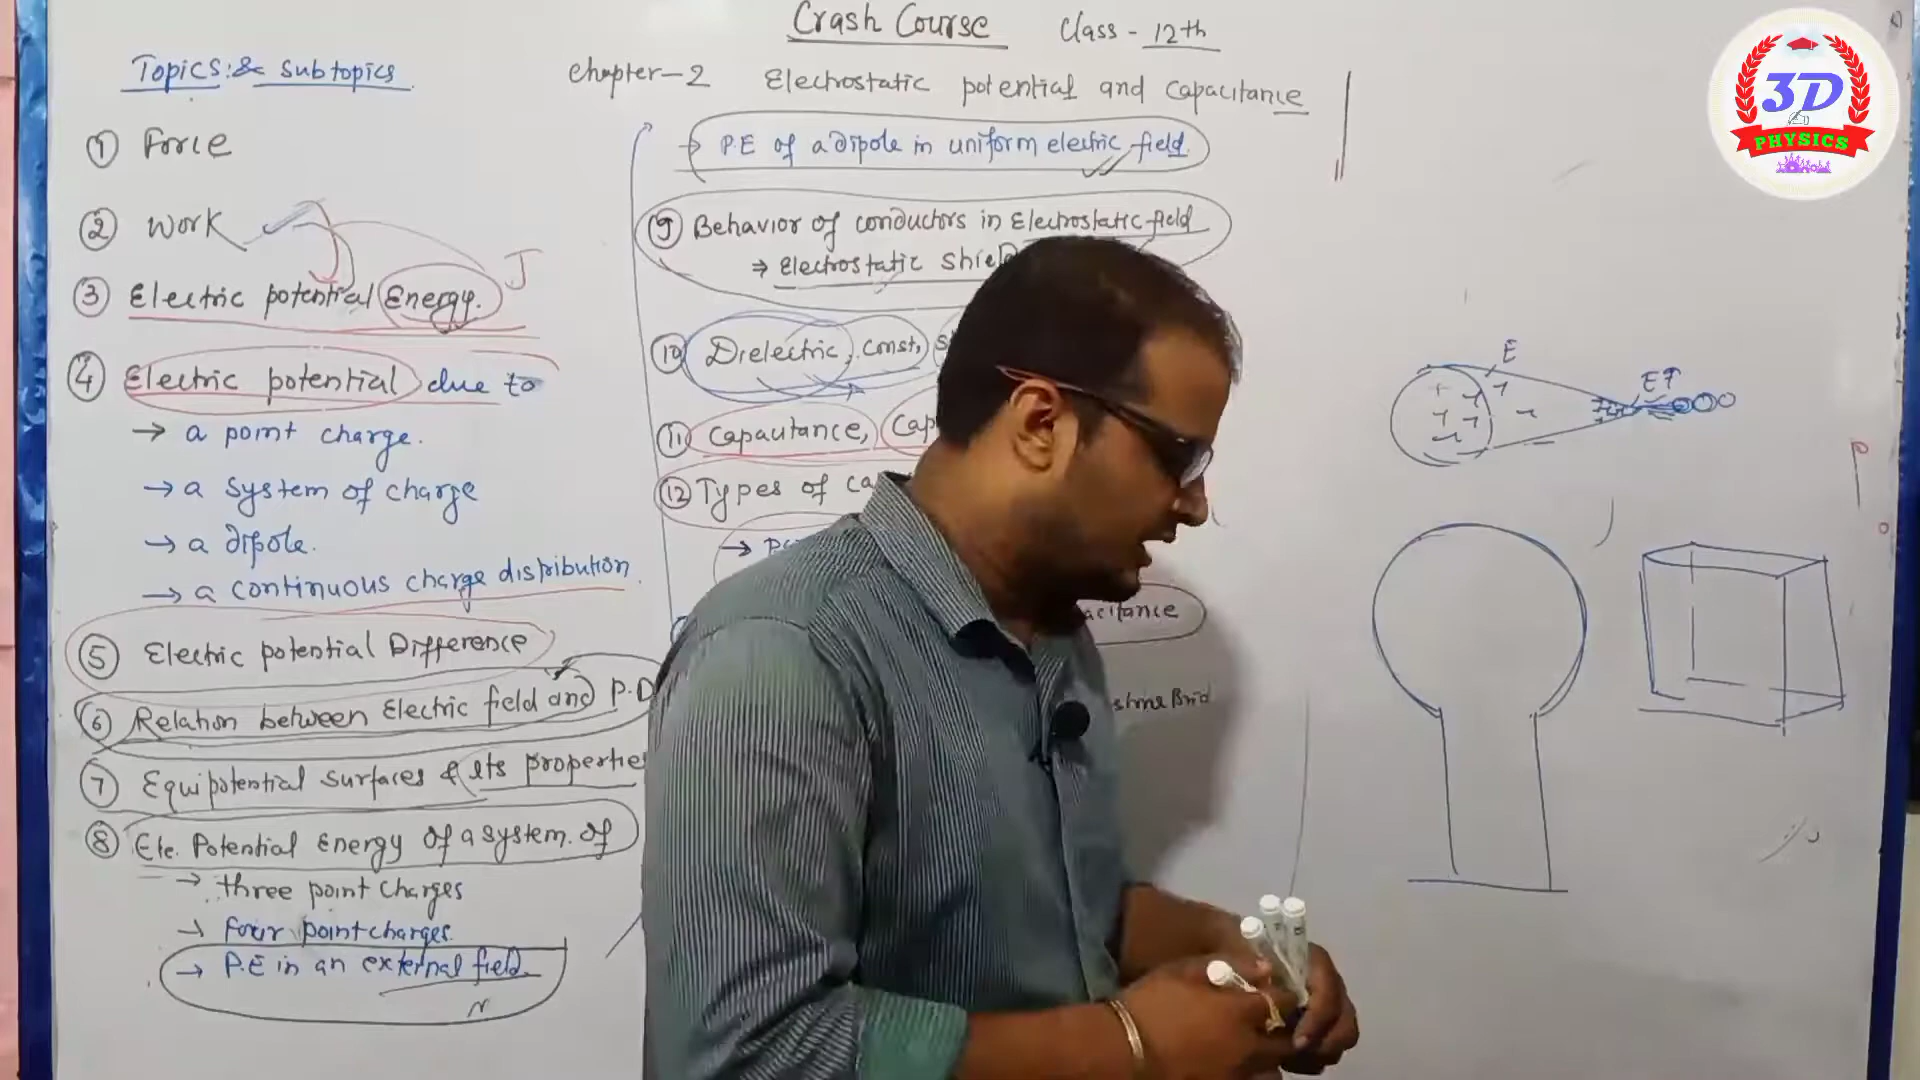 Crash Course Class - 12th
Topics:& subtopics
Chapter-2 Electrostatic potential and capacitance
① Force
② Work
③ Electric potential Energy. J
④ Electric potential due to
→ a point charge.
→ a system of charge
→ a dipole.
→ a continuous charge distribution.
⑤ Electric potential Difference
⑥ Relation between Electric field and P.D
⑦ Equipotential surfaces & its propertie
⑧ Ele. Potential Energy of a system of
→ three point charges
→ four point charges.
→ P.E in an external field.
→ P.E of a dipole in uniform electric field.
⑨ Behavior of conductors in Electrostatic field
⇒ Electrostatic Shie
⑩ Dielectric, const,
⑪ Capacitance, Cap
⑫ Types of ca
→
acitance
E
3D
PHYSICS